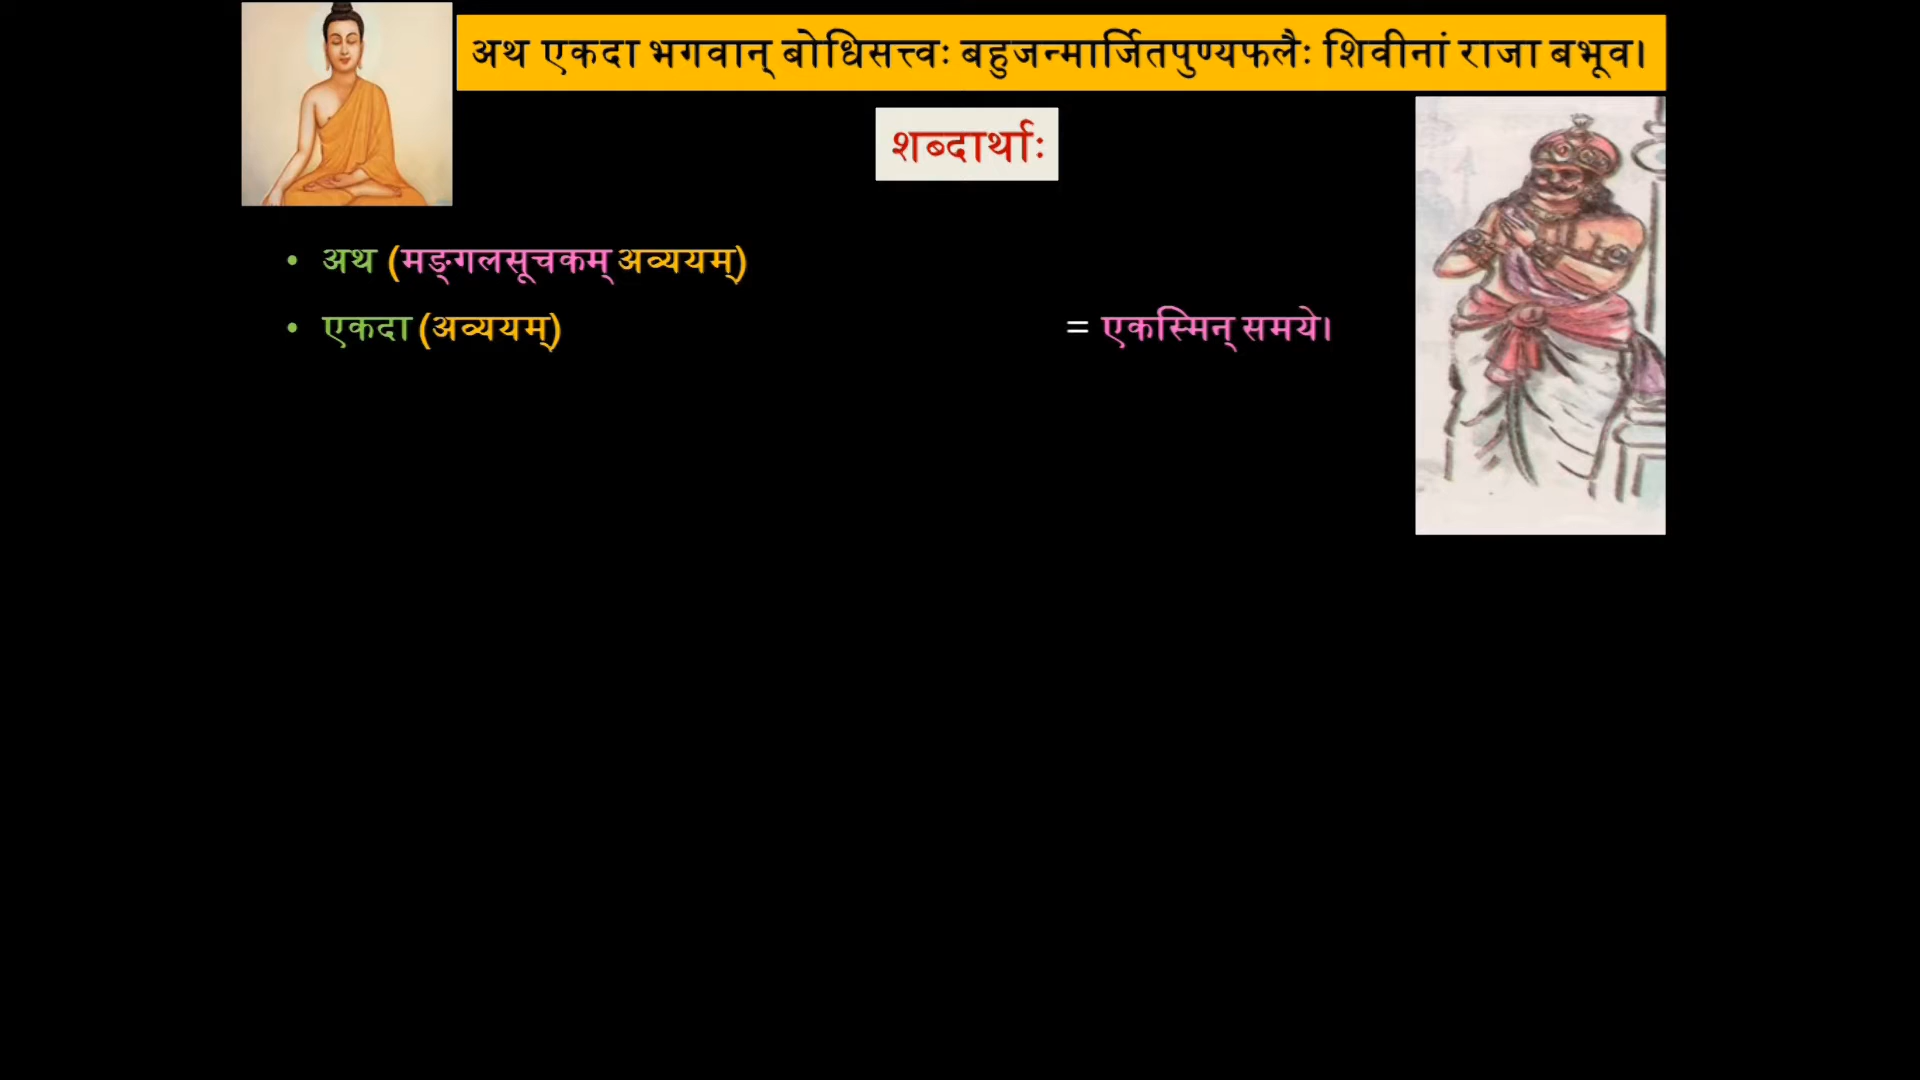 अथ एकदा भगवान् बोधिसत्त्वः बहुजन्मार्जितपुण्यफलैः शिवीनां राजा बभूव।
शब्दार्थाः
• अथ (मङ्गलसूचकम् अव्ययम्)
• एकदा (अव्ययम्) = एकस्मिन् समये।